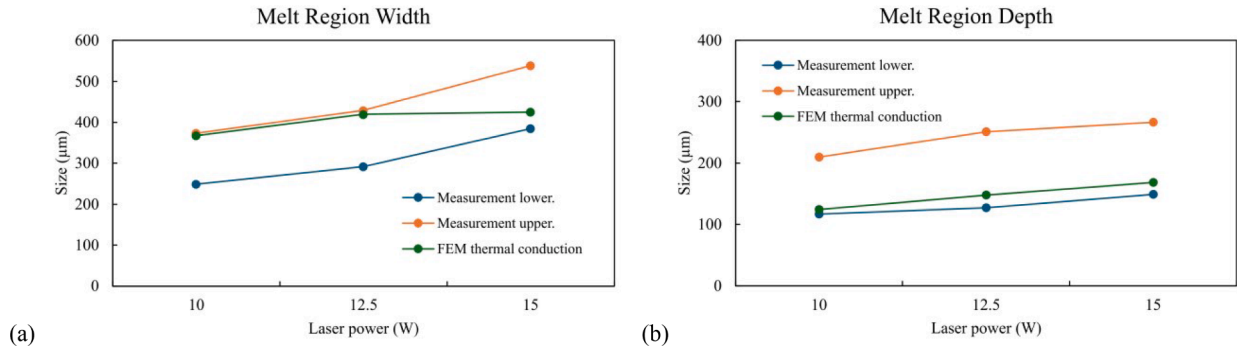 Melt Region Width
600
500
400
300
200
100
0
Size (µm)
Measurement lower.
Measurement upper.
FEM thermal conduction
10
12.5
15
Laser power (W)
(a)
Melt Region Depth
400
300
200
100
0
Size (µm)
Measurement lower.
Measurement upper.
FEM thermal conduction
10
12.5
15
Laser power (W)
(b)